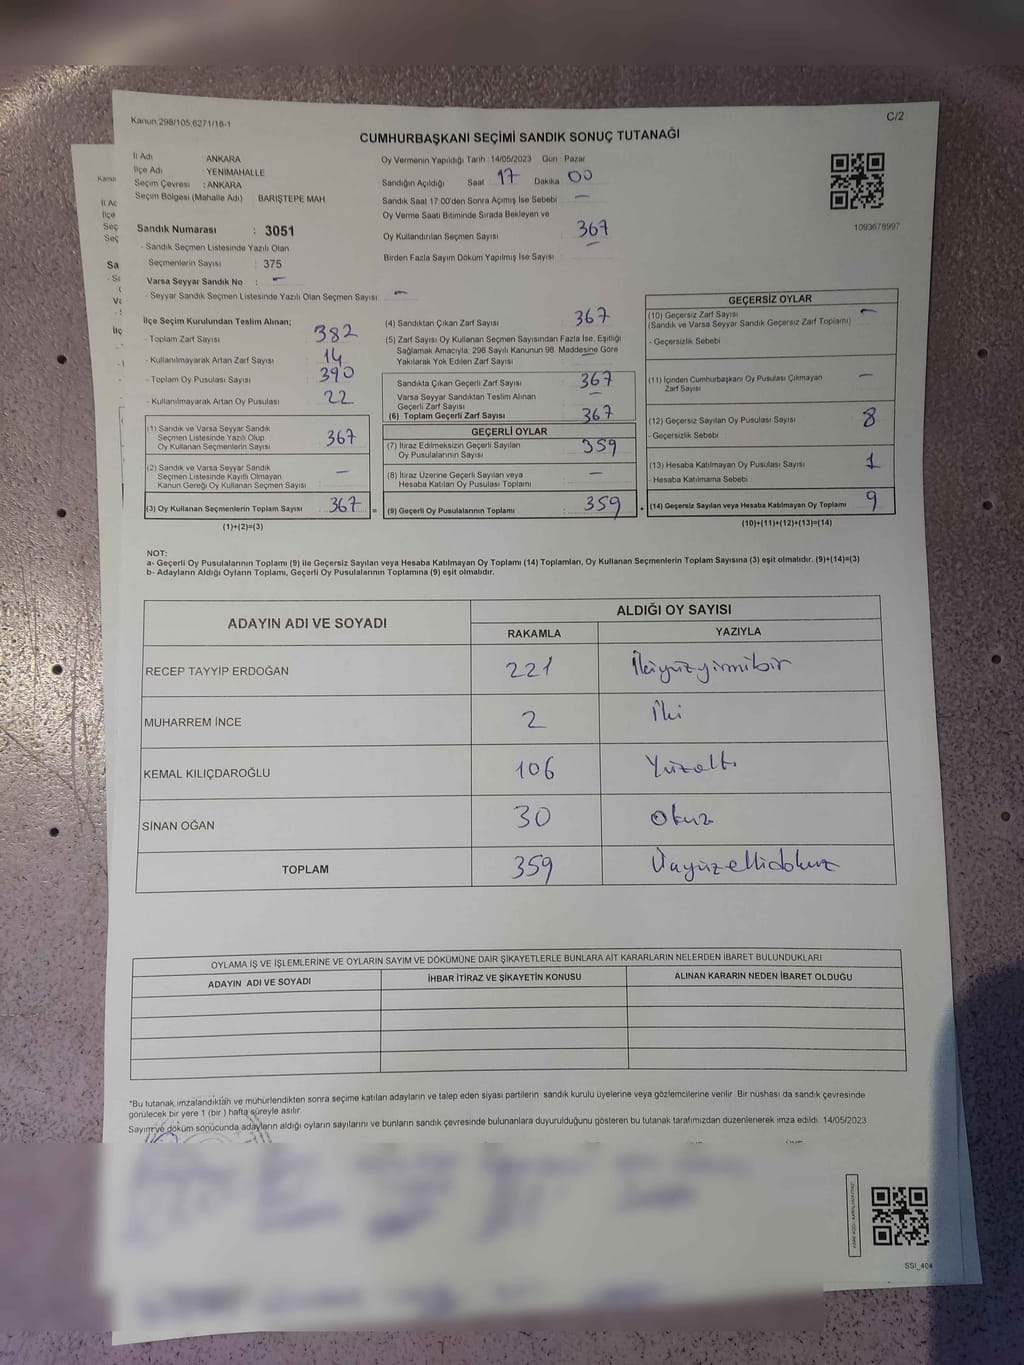 Kanun:298/105,6271/18-1
C/2
CUMHURBAŞKANI SEÇİMİ SANDIK SONUÇ TUTANAĞI
İl Adı ANKARA
İlçe Adı : YENİMAHALLE
Seçim Çevresi : ANKARA
Seçim Bölgesi (Mahalle Adı) BARIŞTEPE MAH
Sandık Numarası : 3051
- Sandık Seçmen Listesinde Yazılı Olan
Seçmenlerin Sayısı : 375
Varsa Seyyar Sandık No : -
- Seyyar Sandık Seçmen Listesinde Yazılı Olan Seçmen Sayısı : -
Oy Vermenin Yapıldığı Tarih : 14/05/2023 Gün : Pazar
Sandığın Açıldığı Saat 17 Dakika 00
Sandık Saat 17.00'den Sonra Açımış İse Sebebi -
Oy Verme Saati Bitiminde Sırada Bekleyen ve
Oy Kullandırılan Seçmen Sayısı 367
Birden Fazla Sayım Döküm Yapılmış İse Sayısı -
1093678997
İlçe Seçim Kurulundan Teslim Alınan;
- Toplam Zarf Sayısı 382
- Kullanılmayarak Artan Zarf Sayısı 14
- Toplam Oy Pusulası Sayısı 390
- Kullanılmayarak Artan Oy Pusulası 22
(1) Sandık ve Varsa Seyyar Sandık
Seçmen Listesinde Yazılı Olup
Oy Kullanan Seçmenlerin Sayısı 367
(2) Sandık ve Varsa Seyyar Sandık
Seçmen Listesinde Kayıtlı Olmayan
Kanun Gereği Oy Kullanan Seçmen Sayısı -
(3) Oy Kullanan Seçmenlerin Toplam Sayısı 367 =
(1)+(2)=(3)
(4) Sandıktan Çıkan Zarf Sayısı 367
(5) Zarf Sayısı Oy Kullanan Seçmen Sayısından Fazla İse, Eşitliği
Sağlamak Amacıyla; 298 Sayılı Kanunun 98. Maddesine Göre
Yakılarak Yok Edilen Zarf Sayısı : -
Sandıkta Çıkan Geçerli Zarf Sayısı 367
Varsa Seyyar Sandıktan Teslim Alınan
Geçerli Zarf Sayısı -
(6) Toplam Geçerli Zarf Sayısı 367
GEÇERLİ OYLAR
(7) İtiraz Edilmeksizin Geçerli Sayılan
Oy Pusulalarının Sayısı 359
(8) İtiraz Üzerine Geçerli Sayılan veya
Hesaba Katılan Oy Pusulası Toplamı -
(9) Geçerli Oy Pusulalarının Toplamı 359 +
GEÇERSİZ OYLAR
(10) Geçersiz Zarf Sayısı
(Sandık ve Varsa Seyyar Sandık Geçersiz Zarf Toplamı) -
- Geçersizlik Sebebi
(11) İçinden Cumhurbaşkanı Oy Pusulası Çıkmayan
Zarf Sayısı -
(12) Geçersiz Sayılan Oy Pusulası Sayısı 8
- Geçersizlik Sebebi
(13) Hesaba Katılmayan Oy Pusulası Sayısı 1
- Hesaba Katılmama Sebebi
(14) Geçersiz Sayılan veya Hesaba Katılmayan Oy Toplamı 9
(10)+(11)+(12)+(13)=(14)
NOT:
a- Geçerli Oy Pusulalarının Toplamı (9) ile Geçersiz Sayılan veya Hesaba Katılmayan Oy Toplamı (14) Toplamları, Oy Kullanan Seçmenlerin Toplam Sayısına (3) eşit olmalıdır. (9)+(14)=(3)
b- Adayların Aldığı Oyların Toplamı, Geçerli Oy Pusulalarının Toplamına (9) eşit olmalıdır.
ADAYIN ADI VE SOYADI
ALDIĞI OY SAYISI
RAKAMLA YAZIYLA
RECEP TAYYİP ERDOĞAN 221 İkiyüzyirmibir
MUHARREM İNCE 2 İki
KEMAL KILIÇDAROĞLU 106 Yüzaltı
SİNAN OĞAN 30 Otuz
TOPLAM 359 Üçyüzellidokuz
OYLAMA İŞ VE İŞLEMLERİNE VE OYLARIN SAYIM VE DÖKÜMÜNE DAİR ŞİKAYETLERLE BUNLARA AİT KARARLARIN NELERDEN İBARET BULUNDUKLARI
ADAYIN ADI VE SOYADI
İHBAR İTİRAZ VE ŞİKAYETİN KONUSU
ALINAN KARARIN NEDEN İBARET OLDUĞU
*Bu tutanak imzalandıktan ve mühürlendikten sonra seçime katılan adayların ve talep eden siyasi partilerin sandık kurulu üyelerine veya gözlemcilerine verilir. Bir nüshası da sandık çevresinde
görülecek bir yere 1 (bir ) hafta süreyle asılır.
Sayım ve döküm sonucunda adayların aldığı oyların sayılarını ve bunların sandık çevresinde bulunanlara duyurulduğunu gösteren bu tutanak tarafımızdan düzenlenerek imza edildi. 14/05/2023
SSI_404